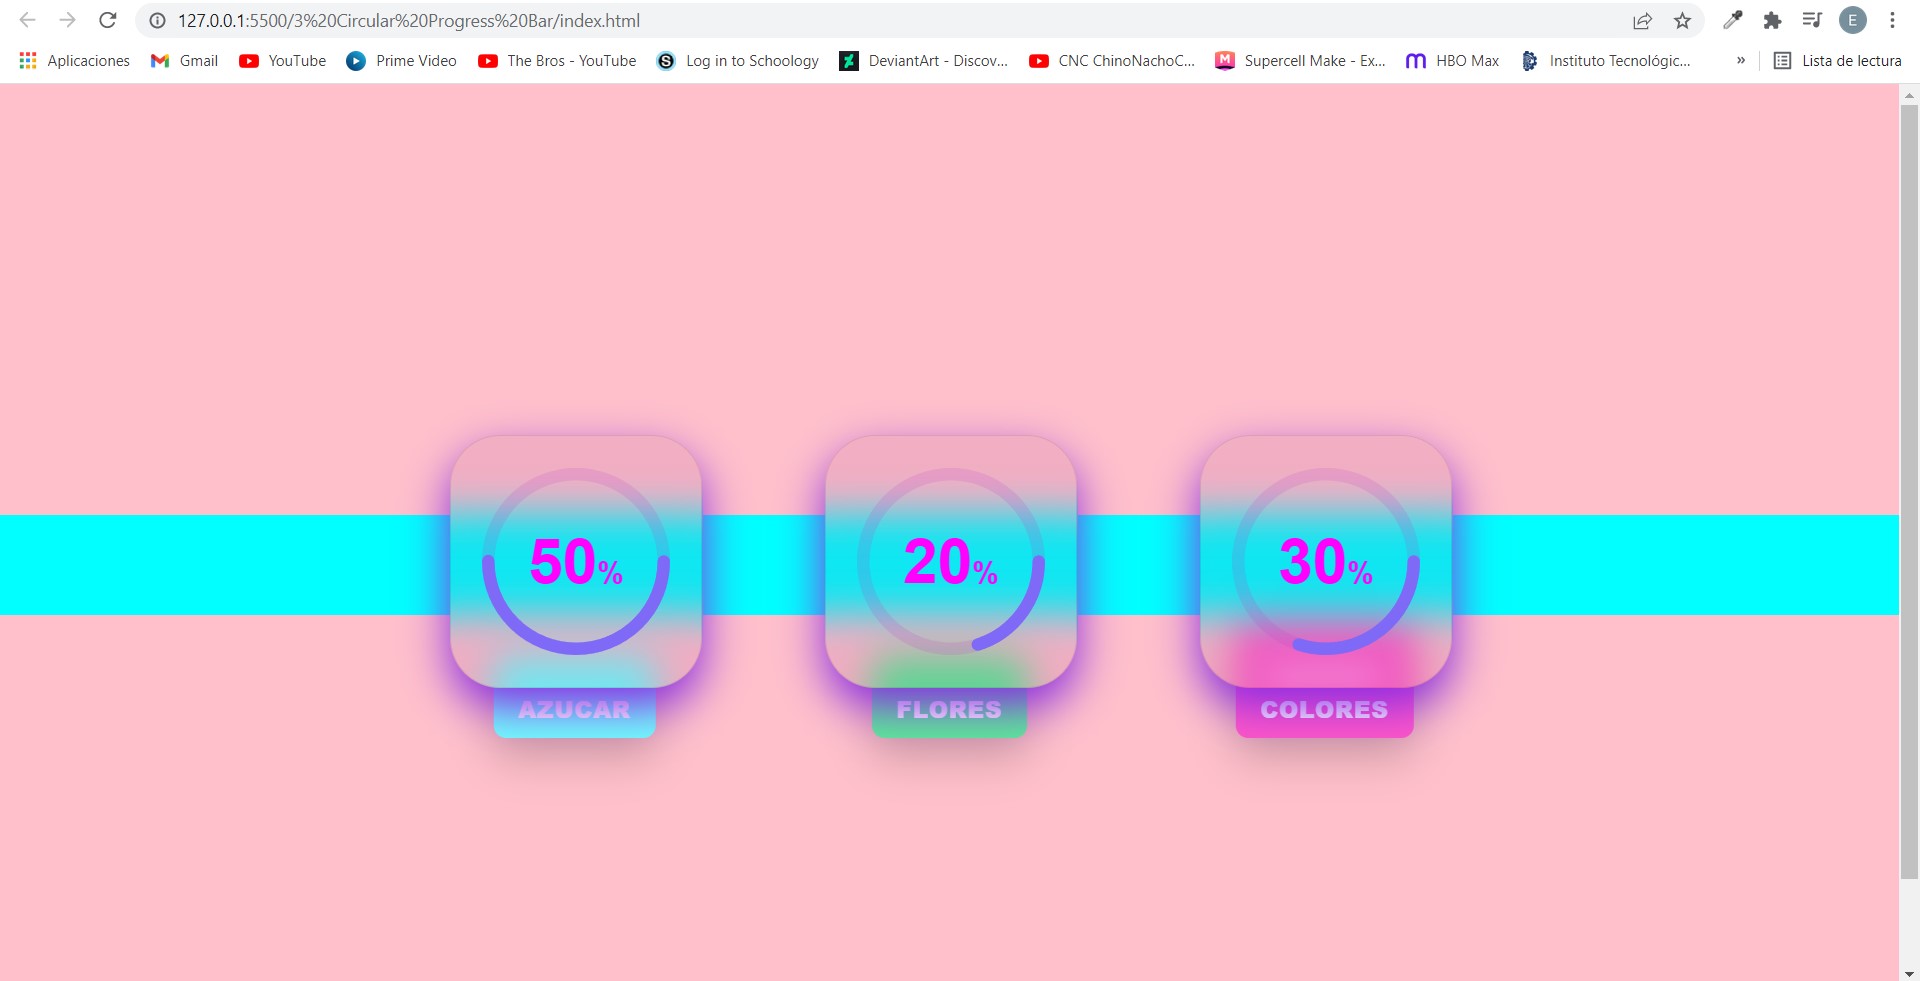 127.0.0.1:5500/3%20Circular%20Progress%20Bar/index.html
E
Aplicaciones Gmail YouTube Prime Video The Bros - YouTube Log in to Schoology DeviantArt - Discov... CNC ChinoNachoC... Supercell Make - Ex... HBO Max Instituto Tecnológic... » Lista de lectura
50% 20% 30%
AZUCAR FLORES COLORES